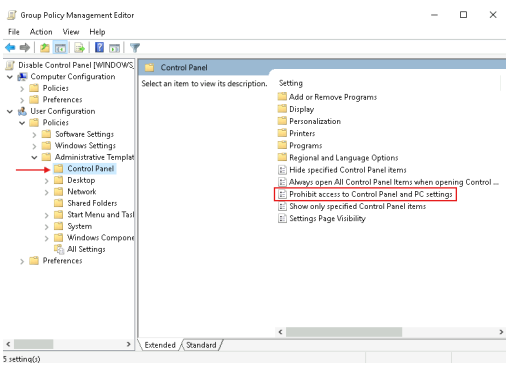 Group Policy Management Editor
File Action View Help
Disable Control Panel [WINDOWS
Computer Configuration
Policies
Preferences
User Configuration
Policies
Software Settings
Windows Settings
Administrative Templat
Control Panel
Desktop
Network
Shared Folders
Start Menu and Tasl
System
Windows Compone
All Settings
Preferences
Control Panel
Select an item to view its description.
Setting
Add or Remove Programs
Display
Personalization
Printers
Programs
Regional and Language Options
Hide specified Control Panel items
Always open All Control Panel Items when opening Control ...
Prohibit access to Control Panel and PC settings
Show only specified Control Panel items
Settings Page Visibility
Extended Standard
5 setting(s)